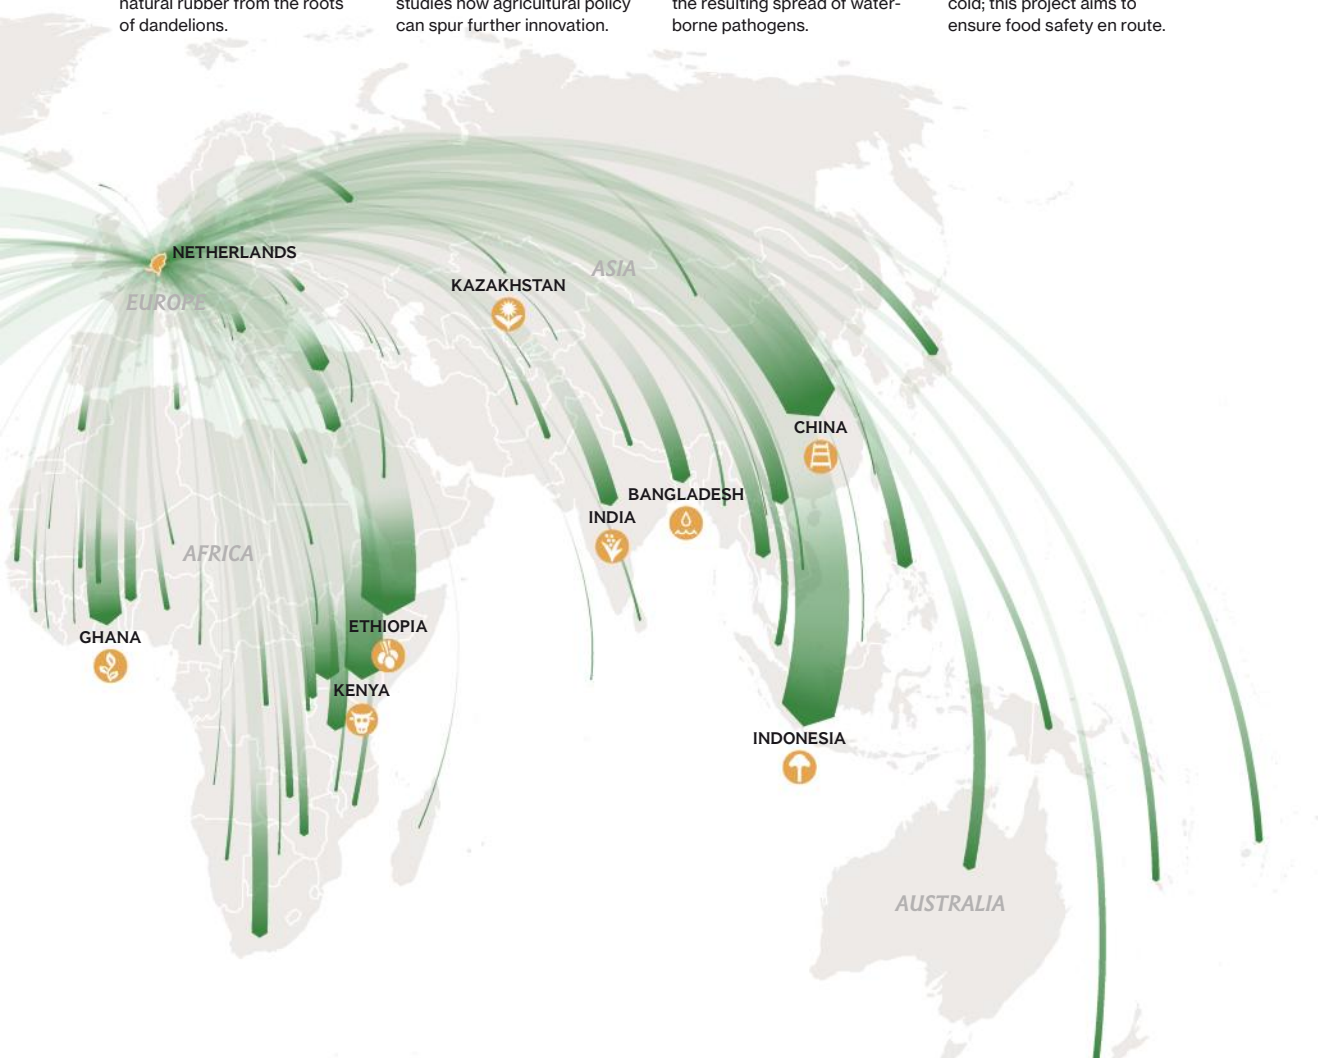 natural rubber from the roots
of dandelions.
studies how agricultural policy
can spur further innovation.
the resulting spread of water-
borne pathogens.
cold; this project aims to
ensure food safety en route.
NETHERLANDS
EUROPE
ASIA
KAZAKHSTAN
CHINA
BANGLADESH
INDIA
AFRICA
ETHIOPIA
GHANA
KENYA
INDONESIA
AUSTRALIA